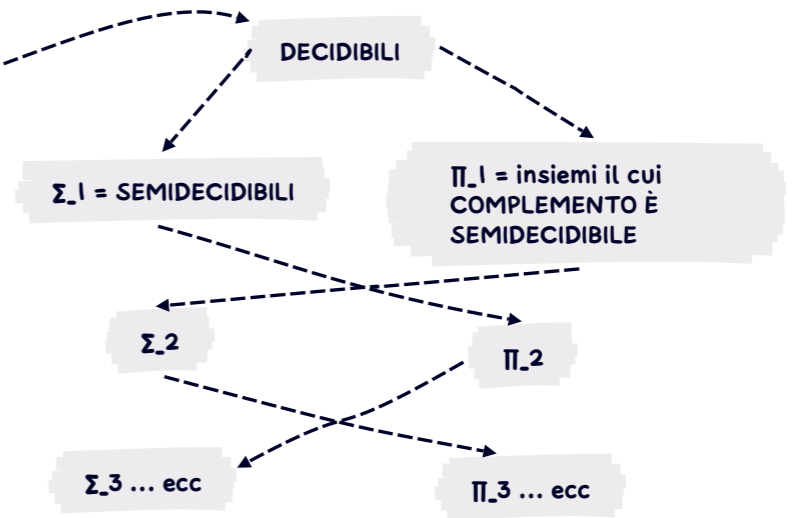 DECIDIBILI
Σ_1 = SEMIDECIDIBILI
Π_1 = insiemi il cui
COMPLEMENTO È
SEMIDECIDIBILE
Σ_2
Π_2
Σ_3 ... ecc
Π_3 ... ecc